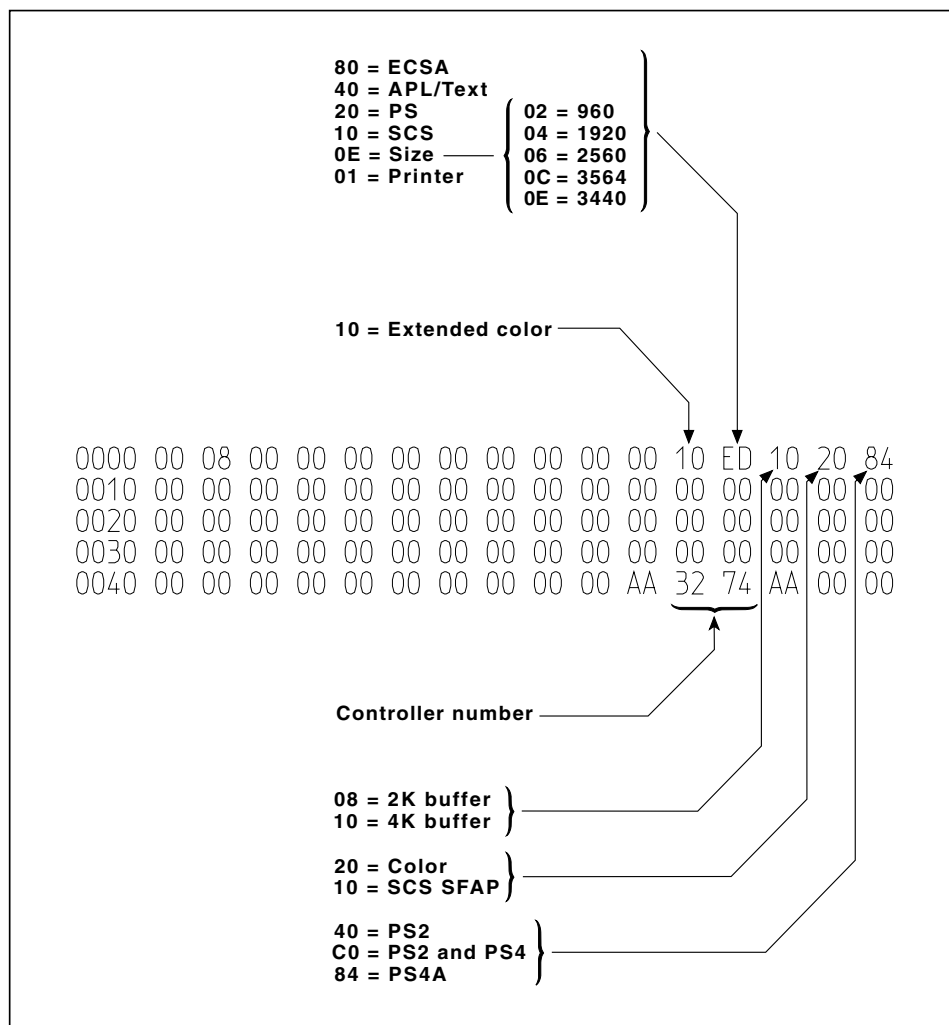 80 = ECSA
40 = APL/Text
20 = PS
10 = SCS
0E = Size
01 = Printer
02 = 960
04 = 1920
06 = 2560
0C = 3564
0E = 3440
10 = Extended color
0000 00 08 00 00 00 00 00 00 00 00 00 10 ED 10 20 84
0010 00 00 00 00 00 00 00 00 00 00 00 00 00 00 00 00
0020 00 00 00 00 00 00 00 00 00 00 00 00 00 00 00 00
0030 00 00 00 00 00 00 00 00 00 00 00 00 00 00 00 00
0040 00 00 00 00 00 00 00 00 00 00 AA 32 74 AA 00 00
Controller number
08 = 2K buffer
10 = 4K buffer
20 = Color
10 = SCS SFAP
40 = PS2
C0 = PS2 and PS4
84 = PS4A